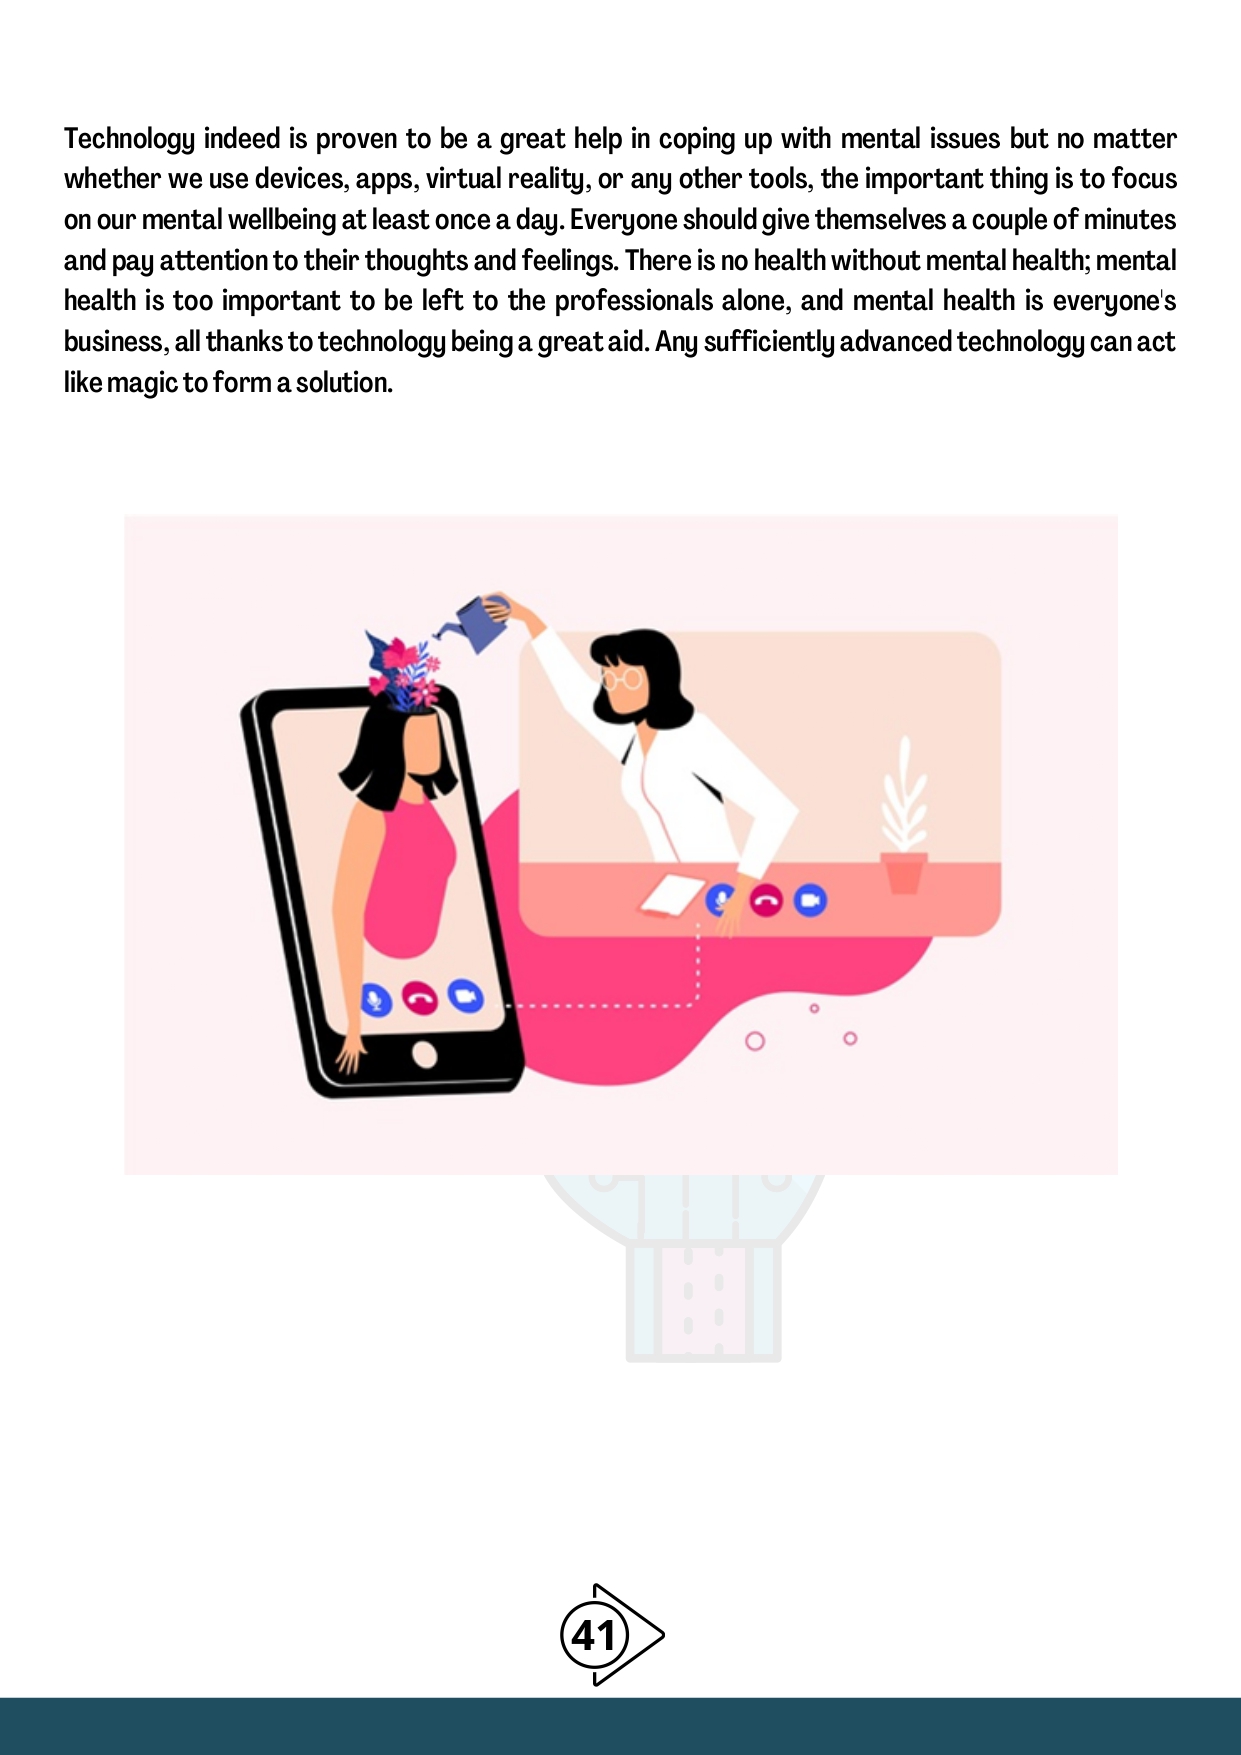 Technology indeed is proven to be a great help in coping up with mental issues but no matter
whether we use devices, apps, virtual reality, or any other tools, the important thing is to focus
on our mental wellbeing at least once a day. Everyone should give themselves a couple of minutes
and pay attention to their thoughts and feelings. There is no health without mental health; mental
health is too important to be left to the professionals alone, and mental health is everyone's
business, all thanks to technology being a great aid. Any sufficiently advanced technology can act
like magic to form a solution.
41